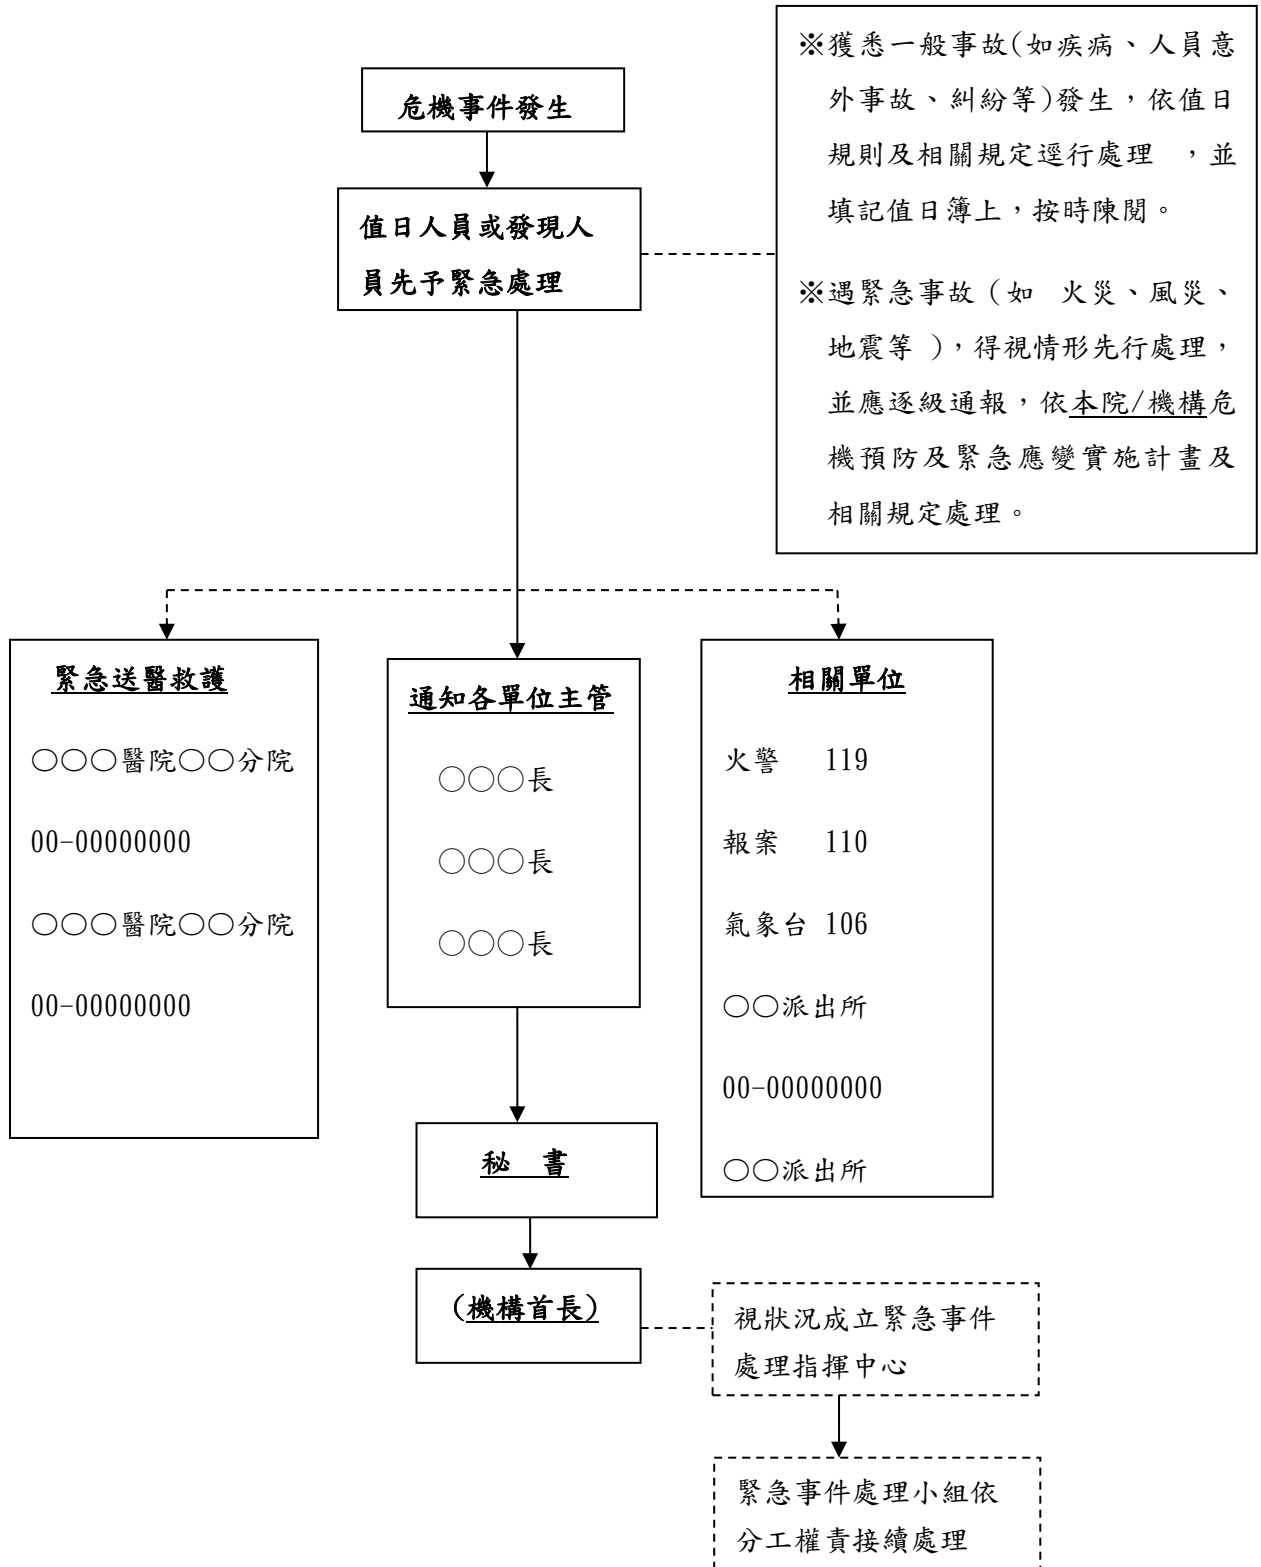 危機事件發生
值日人員或發現人
員先予緊急處理
※獲悉一般事故(如疾病、人員意
外事故、糾紛等)發生，依值日
規則及相關規定逕行處理 ，並
填記值日簿上，按時陳閱。
※遇緊急事故（如 火災、風災、
地震等 ），得視情形先行處理，
並應逐級通報，依本院/機構危
機預防及緊急應變實施計畫及
相關規定處理。
緊急送醫救護
○○○醫院○○分院
00-00000000
○○○醫院○○分院
00-00000000
通知各單位主管
○○○長
○○○長
○○○長
相關單位
火警 119
報案 110
氣象台 106
○○派出所
00-00000000
○○派出所
秘 書
(機構首長)
視狀況成立緊急事件
處理指揮中心
緊急事件處理小組依
分工權責接續處理